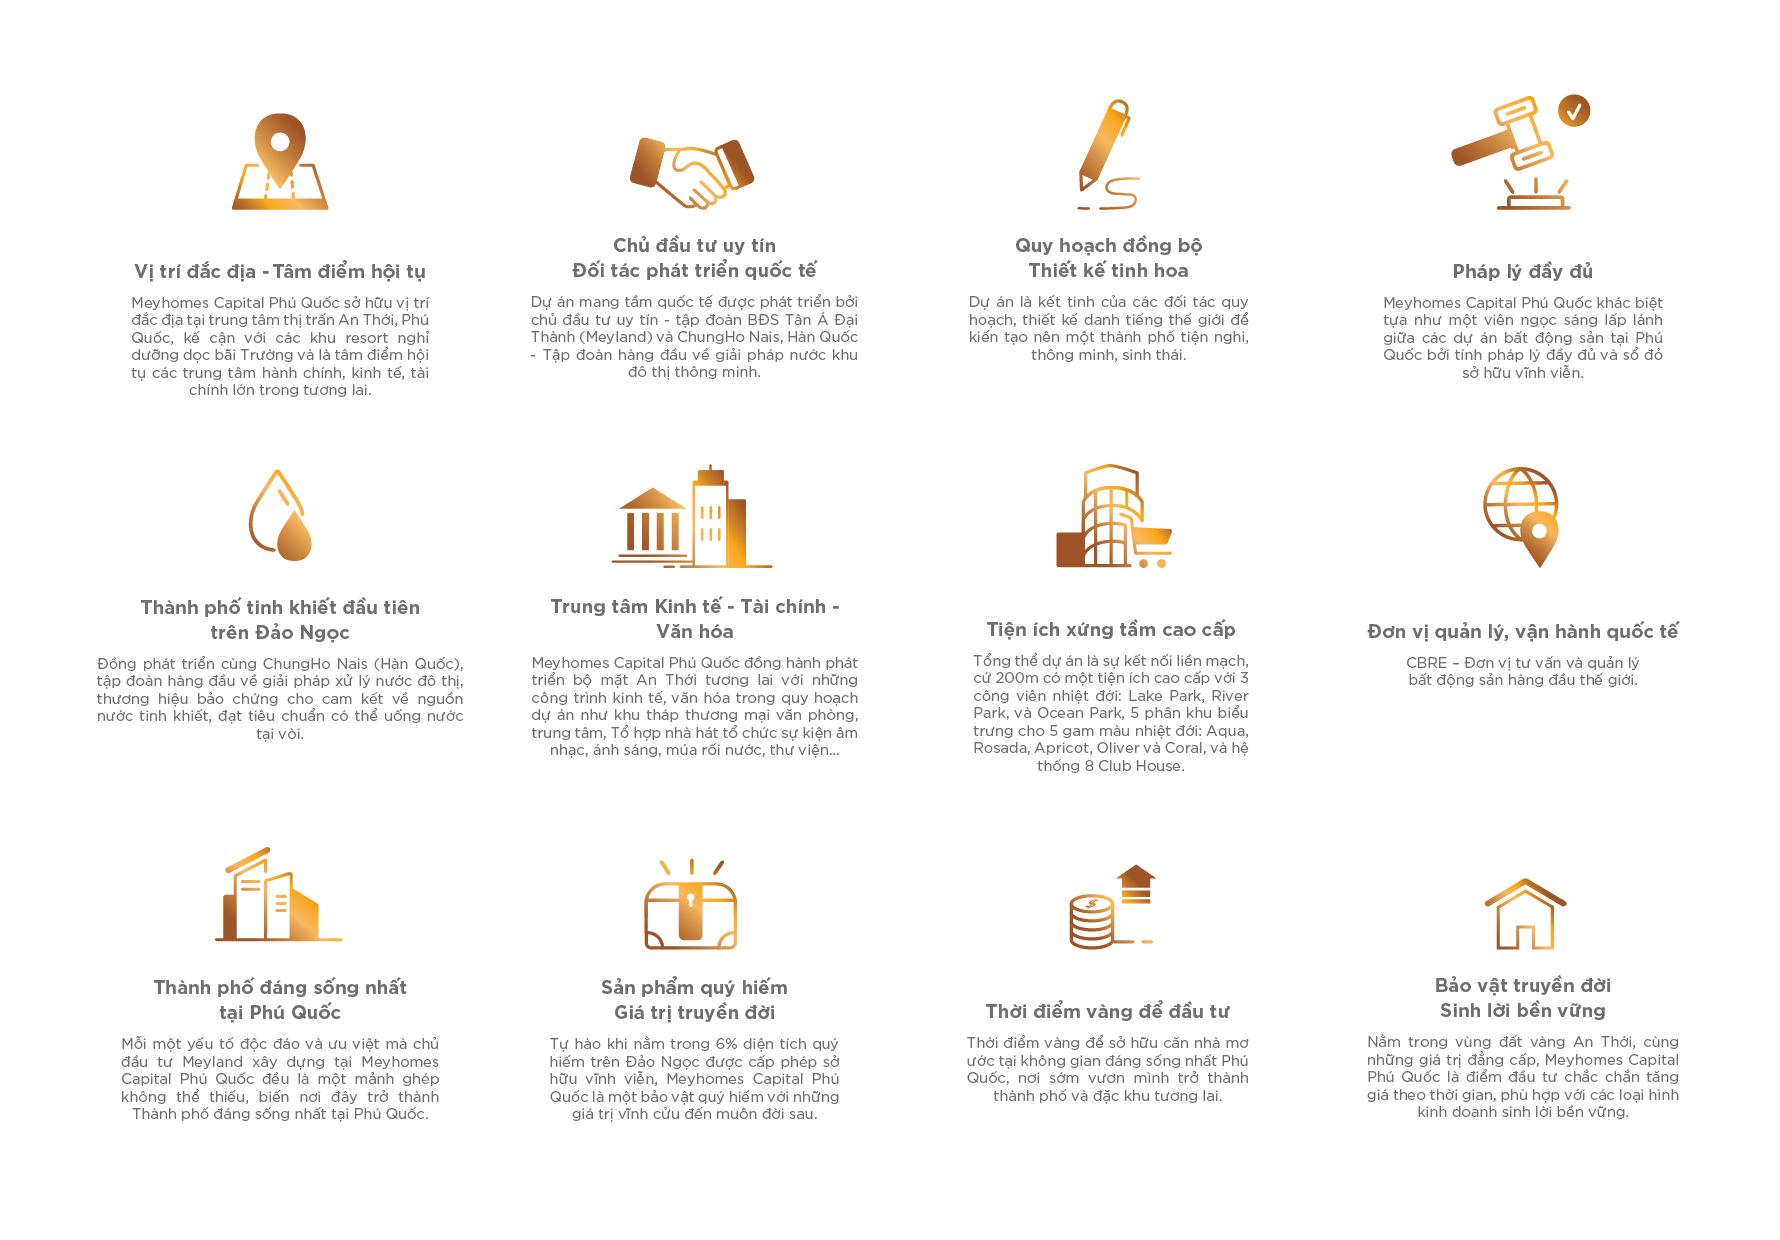 Vị trí đắc địa - Tâm điểm hội tụ
Meyhomes Capital Phú Quốc sở hữu vị trí
đắc địa tại trung tâm thị trấn An Thới, Phú
Quốc, kế cận với các khu resort nghỉ
dưỡng dọc bãi Trường và là tâm điểm hội
tụ các trung tâm hành chính, kinh tế, tài
chính lớn trong tương lai.
Chủ đầu tư uy tín
Đối tác phát triển quốc tế
Dự án mang tầm quốc tế được phát triển bởi
chủ đầu tư uy tín - tập đoàn BĐS Tân Á Đại
Thành (Meyland) và ChungHo Nais, Hàn Quốc
- Tập đoàn hàng đầu về giải pháp nước khu
đô thị thông minh.
Quy hoạch đồng bộ
Thiết kế tinh hoa
Dự án là kết tinh của các đối tác quy
hoạch, thiết kế danh tiếng thế giới để
kiến tạo nên một thành phố tiện nghi,
thông minh, sinh thái.
Pháp lý đầy đủ
Meyhomes Capital Phú Quốc khác biệt
tựa như một viên ngọc sáng lấp lánh
giữa các dự án bất động sản tại Phú
Quốc bởi tính pháp lý đầy đủ và sổ đỏ
sở hữu vĩnh viễn.
Thành phố tinh khiết đầu tiên
trên Đảo Ngọc
Đồng phát triển cùng ChungHo Nais (Hàn Quốc),
tập đoàn hàng đầu về giải pháp xử lý nước đô thị,
thương hiệu bảo chứng cho cam kết về nguồn
nước tinh khiết, đạt tiêu chuẩn có thể uống nước
tại vòi.
Trung tâm Kinh tế - Tài chính -
Văn hóa
Meyhomes Capital Phú Quốc đồng hành phát
triển bộ mặt An Thới tương lai với những
công trình kinh tế, văn hóa trong quy hoạch
dự án như khu tháp thương mại văn phòng,
trung tâm, Tổ hợp nhà hát tổ chức sự kiện âm
nhạc, ánh sáng, múa rối nước, thư viện...
Tiện ích xứng tầm cao cấp
Tổng thể dự án là sự kết nối liền mạch,
cứ 200m có một tiện ích cao cấp với 3
công viên nhiệt đới: Lake Park, River
Park, và Ocean Park, 5 phân khu biểu
trưng cho 5 gam màu nhiệt đới: Aqua,
Rosada, Apricot, Oliver và Coral, và hệ
thống 8 Club House.
Đơn vị quản lý, vận hành quốc tế
CBRE – Đơn vị tư vấn và quản lý
bất động sản hàng đầu thế giới.
Thành phố đáng sống nhất
tại Phú Quốc
Mỗi một yếu tố độc đáo và ưu việt mà chủ
đầu tư Meyland xây dựng tại Meyhomes
Capital Phú Quốc đều là một mảnh ghép
không thể thiếu, biến nơi đây trở thành
Thành phố đáng sống nhất tại Phú Quốc.
Sản phẩm quý hiếm
Giá trị truyền đời
Tự hào khi nằm trong 6% diện tích quý
hiếm trên Đảo Ngọc được cấp phép sở
hữu vĩnh viễn, Meyhomes Capital Phú
Quốc là một bảo vật quý hiếm với những
giá trị vĩnh cửu đến muôn đời sau.
Thời điểm vàng để đầu tư
Thời điểm vàng để sở hữu căn nhà mơ
ước tại không gian đáng sống nhất Phú
Quốc, nơi sớm vươn mình trở thành
thành phố và đặc khu tương lai.
Bảo vật truyền đời
Sinh lời bền vững
Nằm trong vùng đất vàng An Thới, cùng
những giá trị đẳng cấp, Meyhomes Capital
Phú Quốc là điểm đầu tư chắc chắn tăng
giá theo thời gian, phù hợp với các loại hình
kinh doanh sinh lời bền vững.